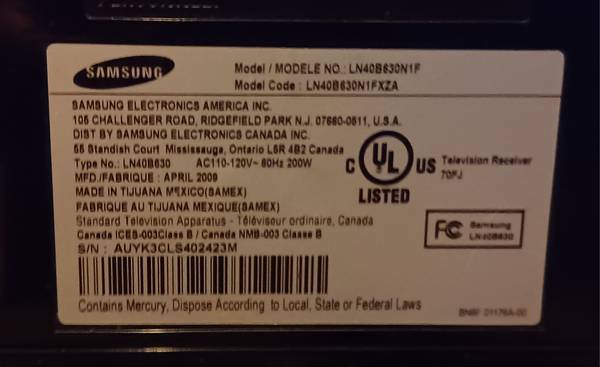 SAMSUNG
Model / MODELE NO.: LN40B630N1F
Model Code : LN40B630N1FXZA
SAMSUNG ELECTRONICS AMERICA INC.
105 CHALLENGER ROAD, RIDGEFIELD PARK N.J. 07660-0511, U.S.A.
DIST BY SAMSUNG ELECTRONICS CANADA INC.
55 Standish Court Mississauga, Ontario L5R 4B2 Canada
Type No.: LN40B630 AC110-120V~ 60Hz 200W
MFD/FABRIQUE : APRIL 2009
MADE IN TIJUANA MEXICO(SAMEX)
FABRIQUE AU TIJUANA MEXIQUE(SAMEX)
C UL US
LISTED
Television Receiver
70FJ
Standard Television Apparatus - Téléviseur ordinaire, Canada
Canada ICES-003Class B / Canada NMB-003 Classe B
S/N : AUYK3CLS402423M
FC Samsung
LN40B630
Contains Mercury, Dispose According to Local, State or Federal Laws
BN68-01176A-00